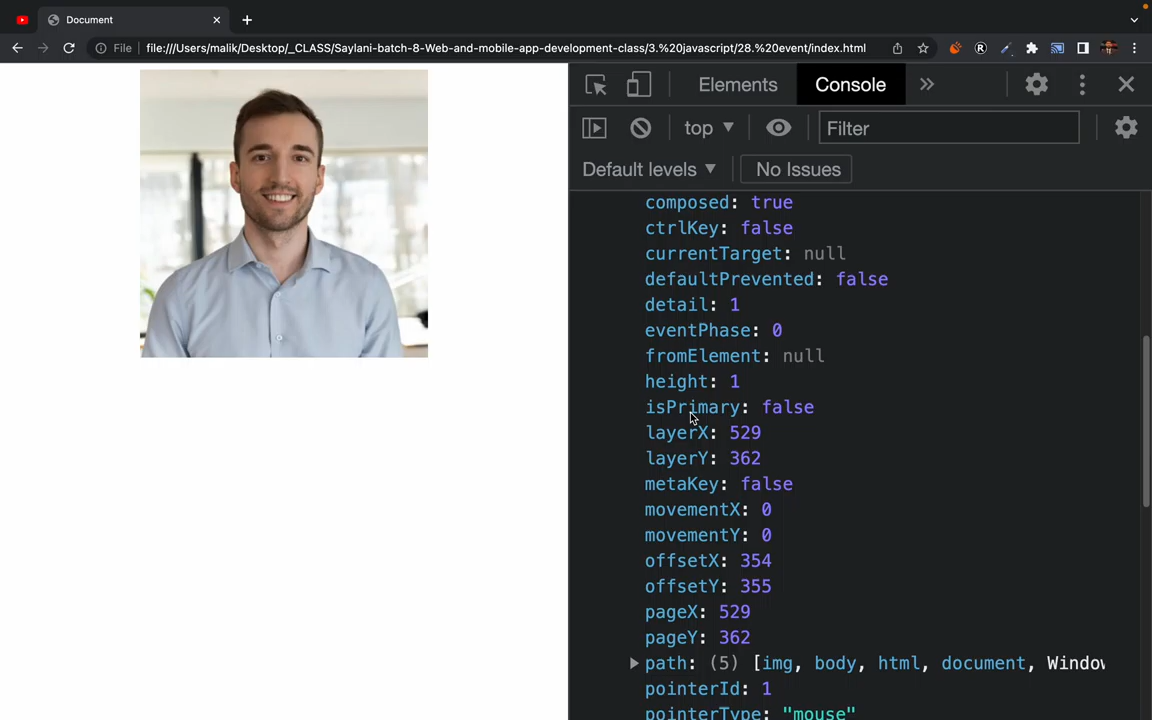 Document
File
file:///Users/malik/Desktop/_CLASS/Saylani-batch-8-Web-and-mobile-app-development-class/3.%20javascript/28.%20event/index.html
Elements
Console
top
Filter
Default levels
No Issues
composed: true
ctrlKey: false
currentTarget: null
defaultPrevented: false
detail: 1
eventPhase: 0
fromElement: null
height: 1
isPrimary: false
layerX: 529
layerY: 362
metaKey: false
movementX: 0
movementY: 0
offsetX: 354
offsetY: 355
pageX: 529
pageY: 362
path: (5) [img, body, html, document, Window
pointerId: 1
pointerType: "mouse"